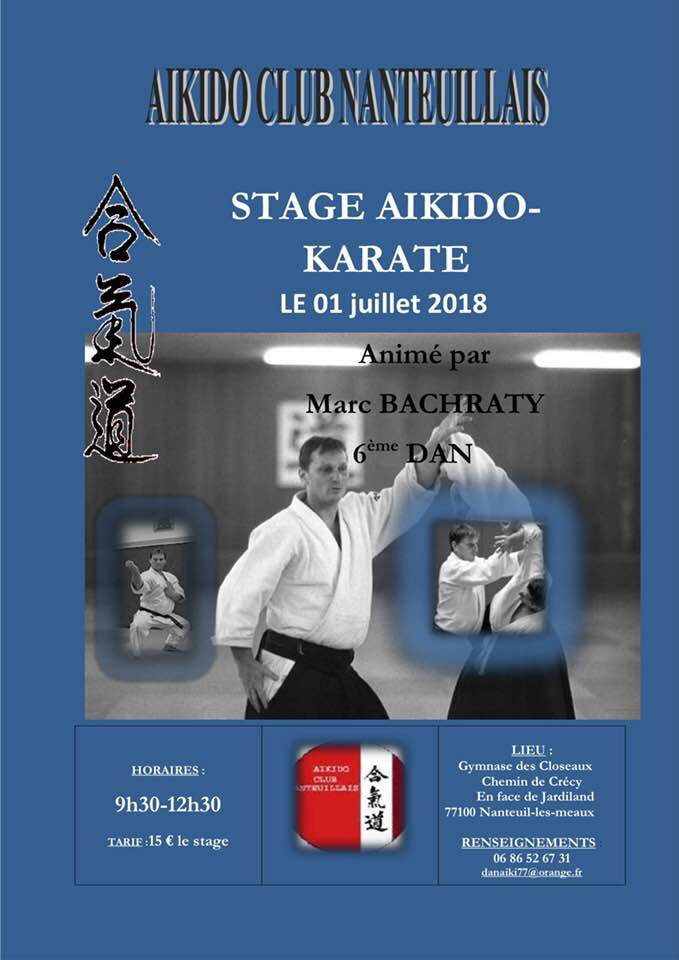 AIKIDO CLUB NANTEUILLAIS
合氣道
STAGE AIKIDO-
KARATE
LE 01 juillet 2018
Animé par
Marc BACHRATY
6ème DAN
HORAIRES :
9h30-12h30
TARIF :15 € le stage
AIKIDO
CLUB
NANTEUILLAIS
合氣道
LIEU :
Gymnase des Closeaux
Chemin de Crécy
En face de Jardiland
77100 Nanteuil-les-meaux
RENSEIGNEMENTS
06 86 52 67 31
danaiki77@orange.fr